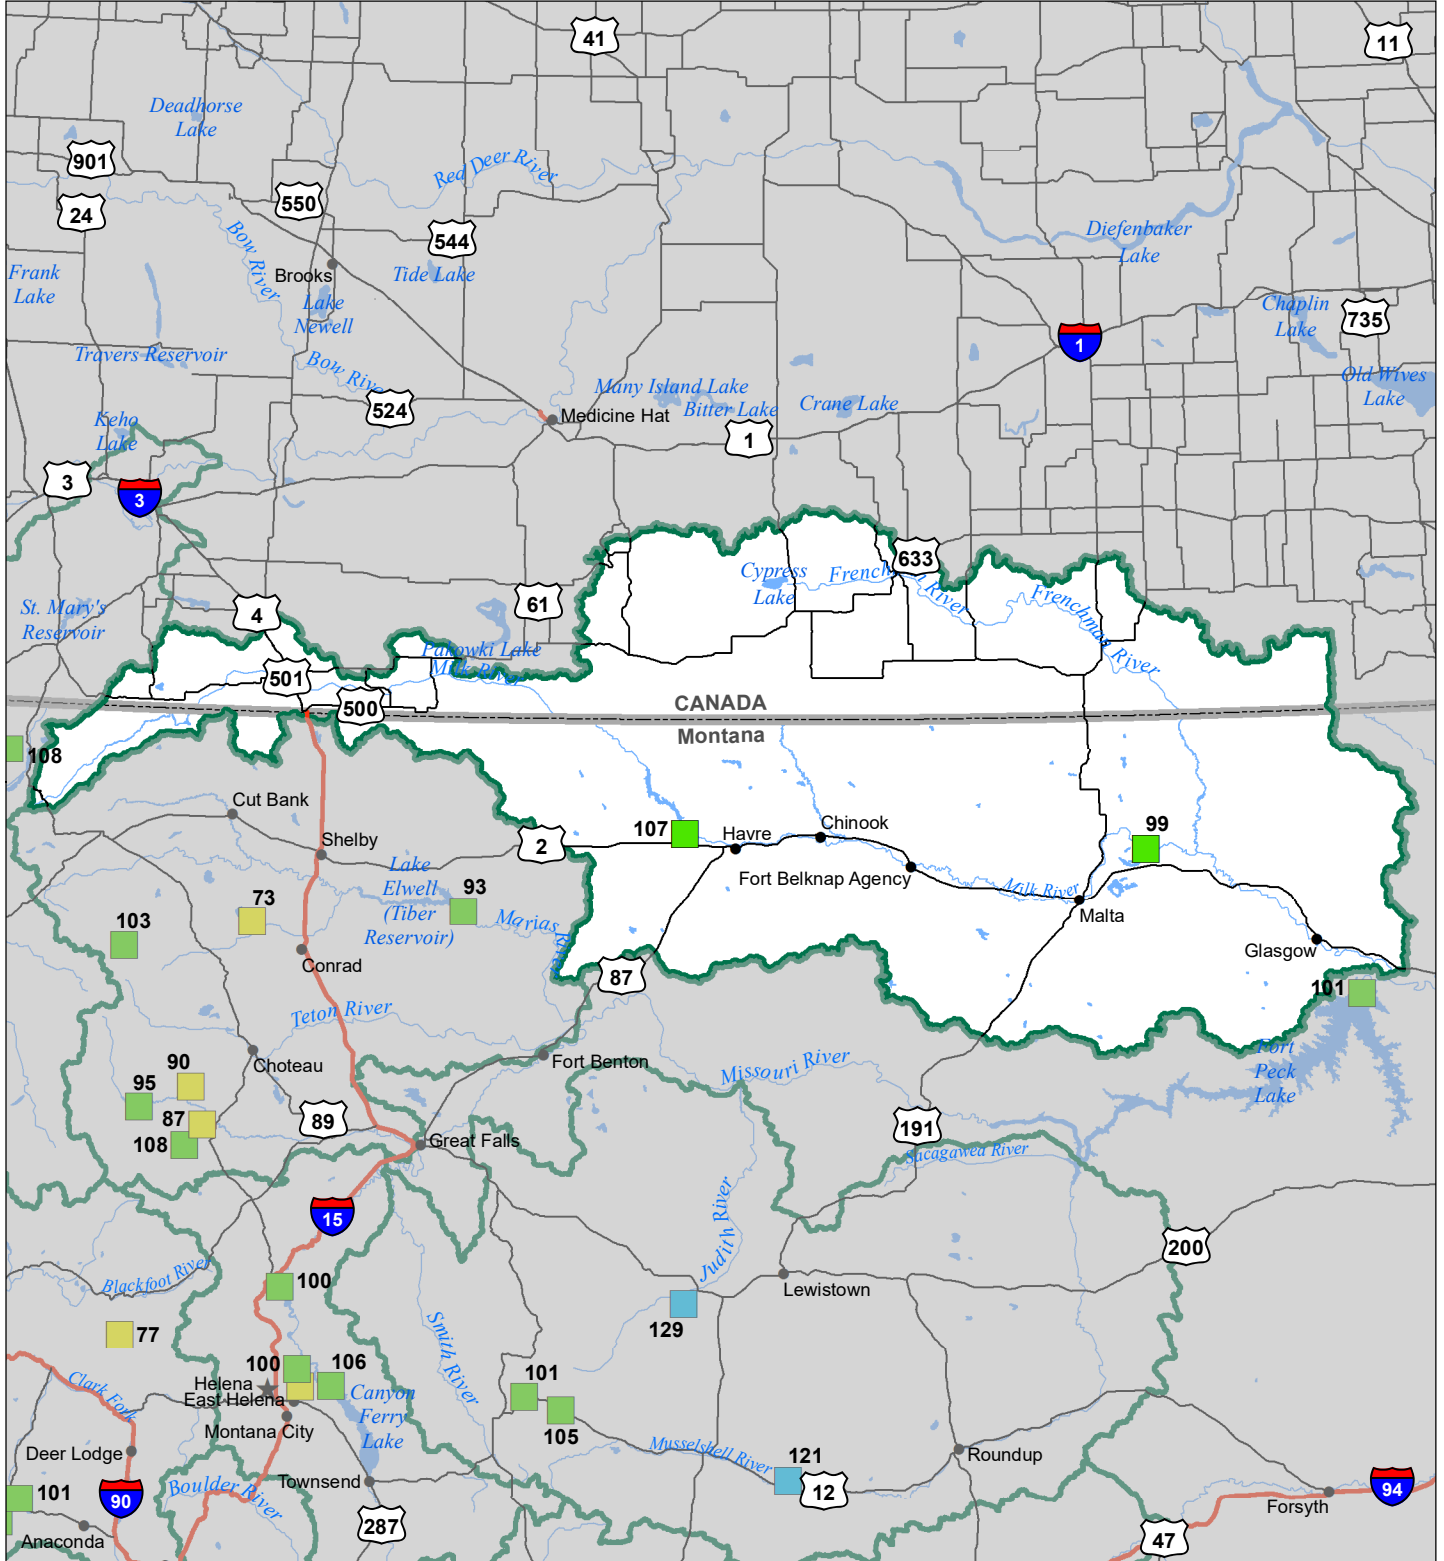 41
11
Deadhorse
Lake
901
Red Deer River
550
24
544
Bow River
Diefenbaker
Lake
Brooks
Tide Lake
Frank
Lake
Lake
Newell
Chaplin
Lake
735
1
Travers Reservoir
Bow River
Old Wives
Lake
Many Island Lake
524
Bitter Lake
Crane Lake
Keho
Lake
Medicine Hat
1
3
3
633
Cypress
Lake
Frenchman River
Frenchman River
St. Mary's
Reservoir
4
61
Pakowki Lake
Milk River
501
500
CANADA
Montana
108
Cut Bank
Chinook
99
107
Havre
Shelby
2
Lake
Elwell
(Tiber
Reservoir)
93
Fort Belknap Agency
Milk River
73
Malta
103
Marias River
Conrad
Glasgow
87
101
Teton River
Fort
Peck
Lake
Choteau
Fort Benton
Missouri River
90
95
87
108
89
191
Great Falls
Sacagawea River
15
Judith River
200
Blackfoot River
100
Lewistown
129
Smith River
77
100
106
101
Helena
East Helena
Canyon
Ferry
Lake
Clark Fork
Montana City
105
Musselshell River
Deer Lodge
121
Roundup
Townsend
12
Boulder River
101
90
94
Forsyth
287
47
Anaconda